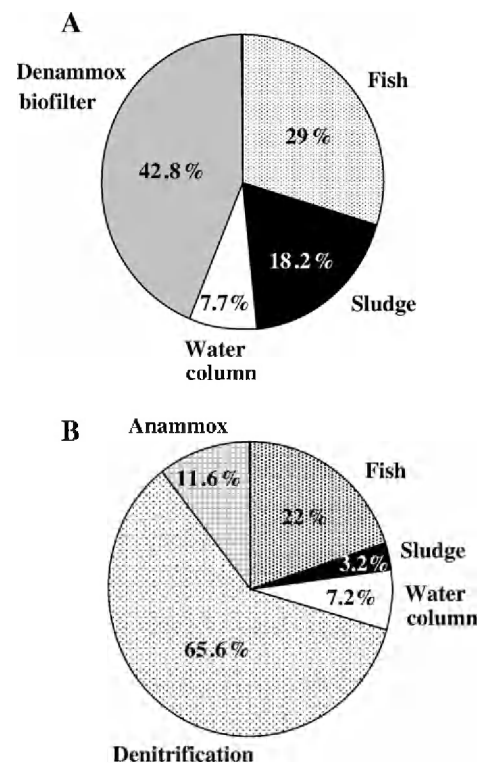 A
Denammox
biofilter
Fish
29 %
42.8 %
18.2 %
7.7%
Sludge
Water
column
B
Anammox
Fish
11.6 %
22 %
Sludge
3.2%
Water
column
7.2%
65.6 %
Denitrification